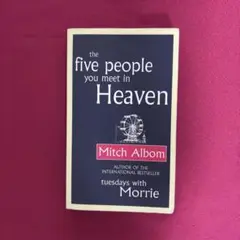 the
five people
you meet in
Heaven
Mitch Albom
AUTHOR OF THE
INTERNATIONAL BESTSELLER
tuesdays with
Morrie